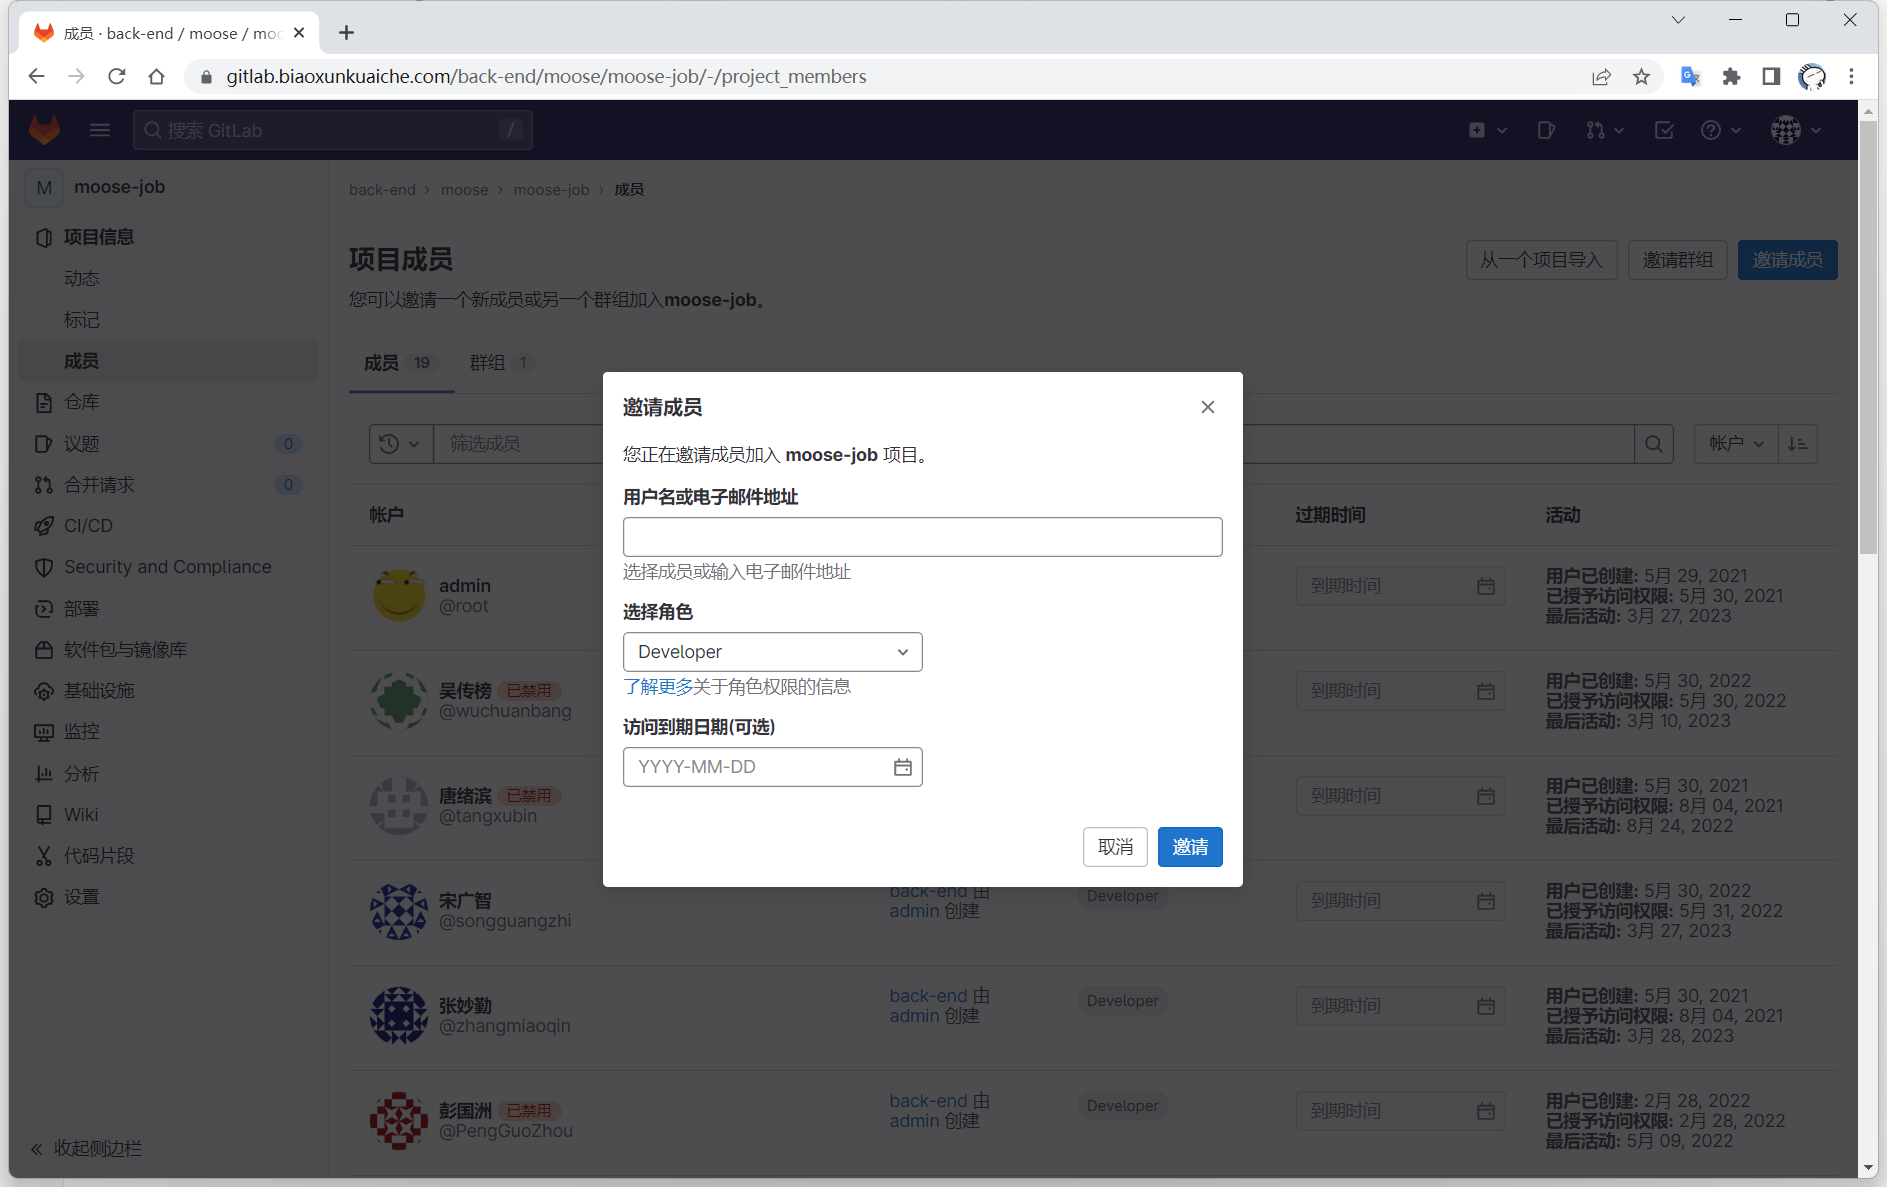 成员 · back-end / moose / moo
gitlab.biaoxunkuaiche.com/back-end/moose/moose-job/-/project_members
搜索 GitLab
/
M
moose-job
项目信息
动态
标记
成员
仓库
议题
0
合并请求
0
CI/CD
Security and Compliance
部署
软件包与镜像库
基础设施
监控
分析
Wiki
代码片段
设置
收起侧边栏
back-end
moose
moose-job
成员
项目成员
从一个项目导入
邀请群组
邀请成员
您可以邀请一个新成员或另一个群组加入moose-job。
成员 19
群组 1
筛选成员
帐户
帐户
过期时间
活动
admin
@root
到期时间
用户已创建: 5月 29, 2021
已授予访问权限: 5月 30, 2021
最后活动: 3月 27, 2023
吴传榜 已禁用
@wuchuanbang
到期时间
用户已创建: 5月 30, 2022
已授予访问权限: 5月 30, 2022
最后活动: 3月 10, 2023
唐绪滨 已禁用
@tangxubin
到期时间
用户已创建: 5月 30, 2021
已授予访问权限: 8月 04, 2021
最后活动: 8月 24, 2022
宋广智
@songguangzhi
back-end 由
admin 创建
Developer
到期时间
用户已创建: 5月 30, 2022
已授予访问权限: 5月 31, 2022
最后活动: 3月 27, 2023
张妙勤
@zhangmiaoqin
back-end 由
admin 创建
Developer
到期时间
用户已创建: 5月 30, 2021
已授予访问权限: 8月 04, 2021
最后活动: 3月 28, 2023
彭国洲 已禁用
@PengGuoZhou
back-end 由
admin 创建
Developer
到期时间
用户已创建: 2月 28, 2022
已授予访问权限: 2月 28, 2022
最后活动: 5月 09, 2022
邀请成员
您正在邀请成员加入 moose-job 项目。
用户名或电子邮件地址
选择成员或输入电子邮件地址
选择角色
Developer
了解更多关于角色权限的信息
访问到期日期(可选)
YYYY-MM-DD
取消
邀请